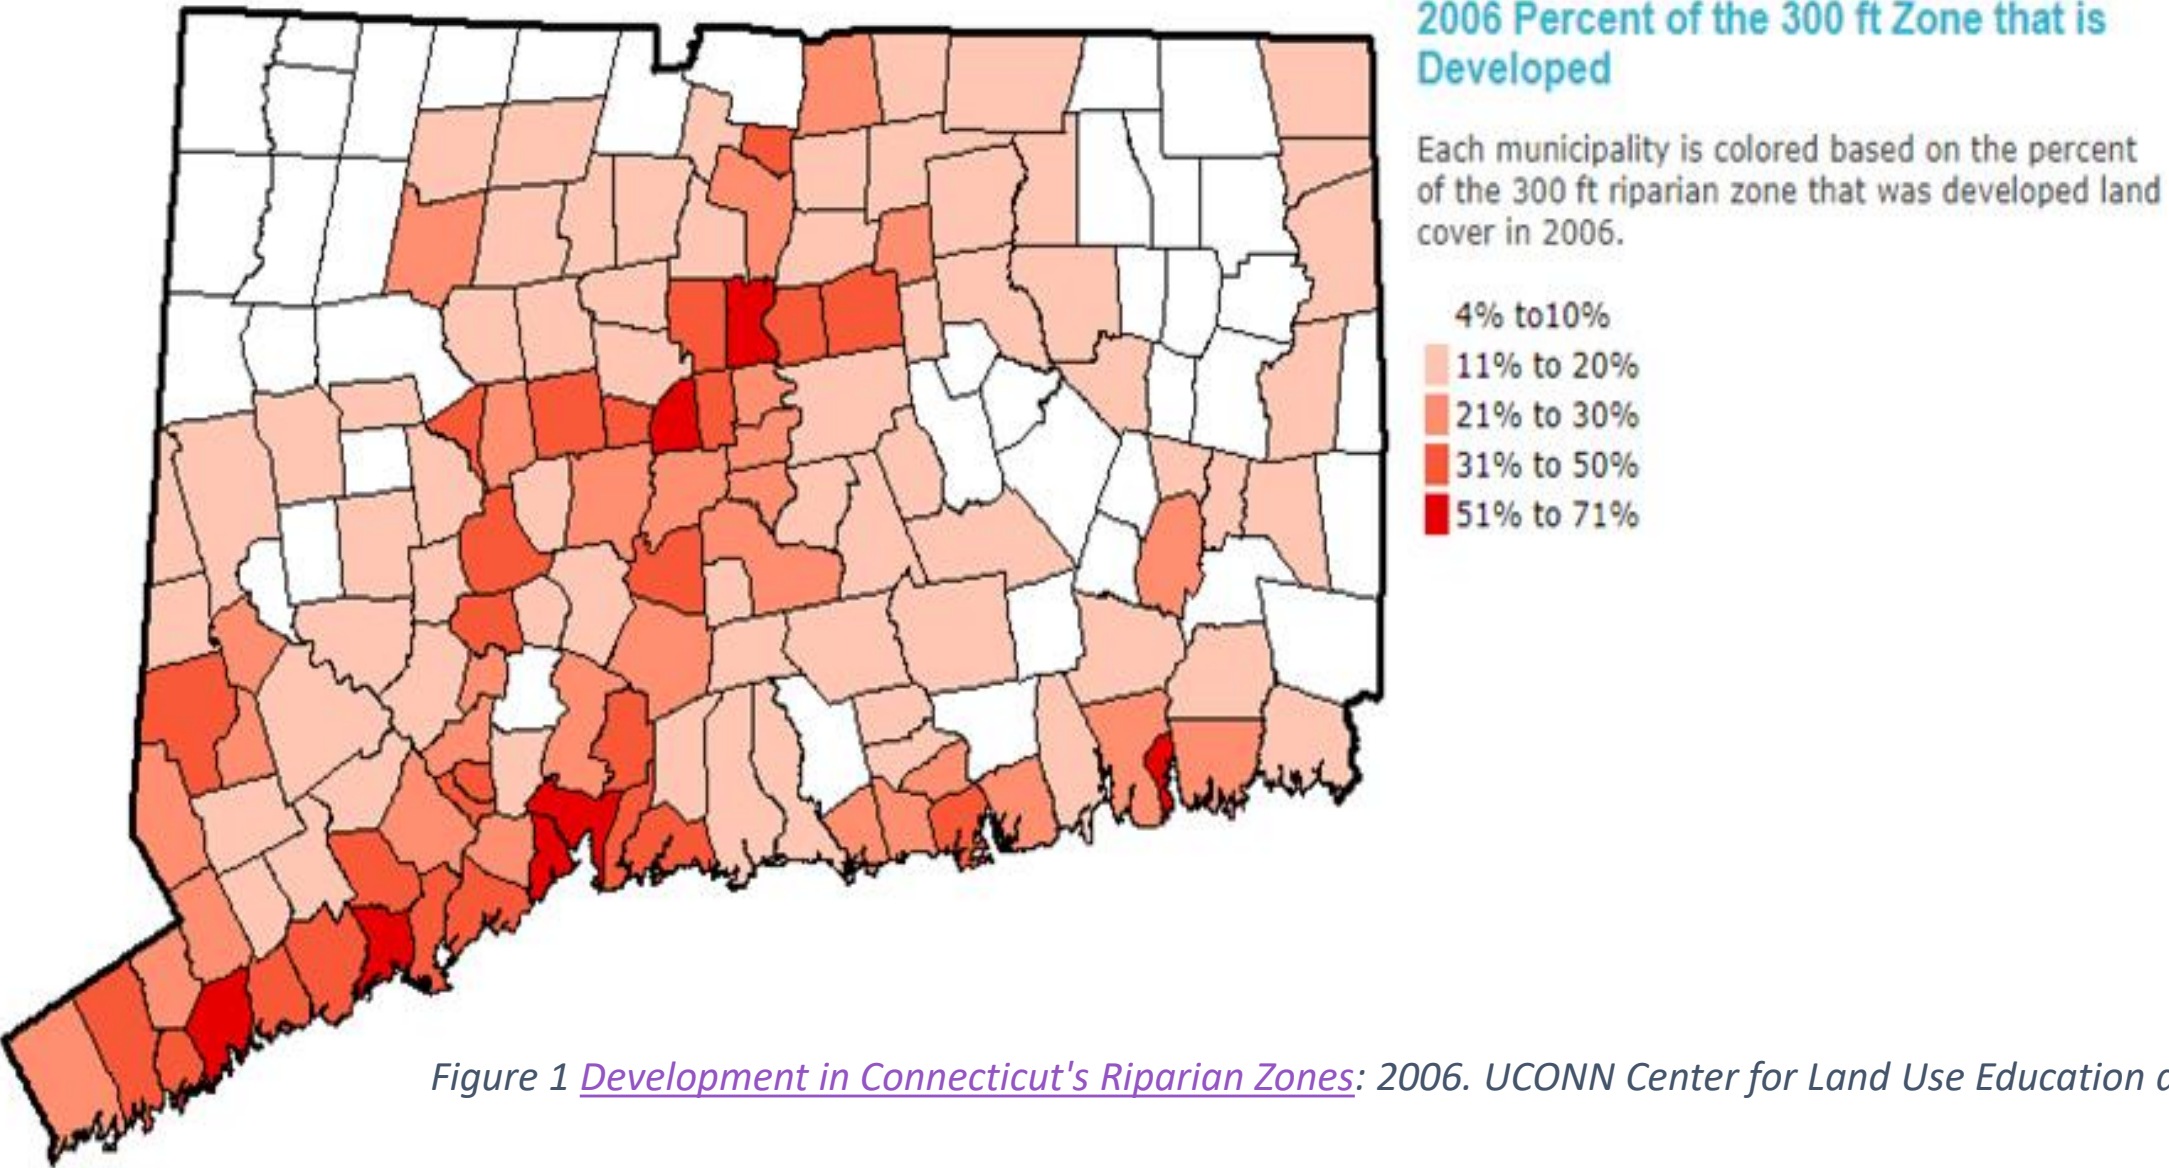 2006 Percent of the 300 ft Zone that is
Developed
Each municipality is colored based on the percent
of the 300 ft riparian zone that was developed land
cover in 2006.
4% to10%
11% to 20%
21% to 30%
31% to 50%
51% to 71%
Figure 1 Development in Connecticut's Riparian Zones: 2006. UCONN Center for Land Use Education